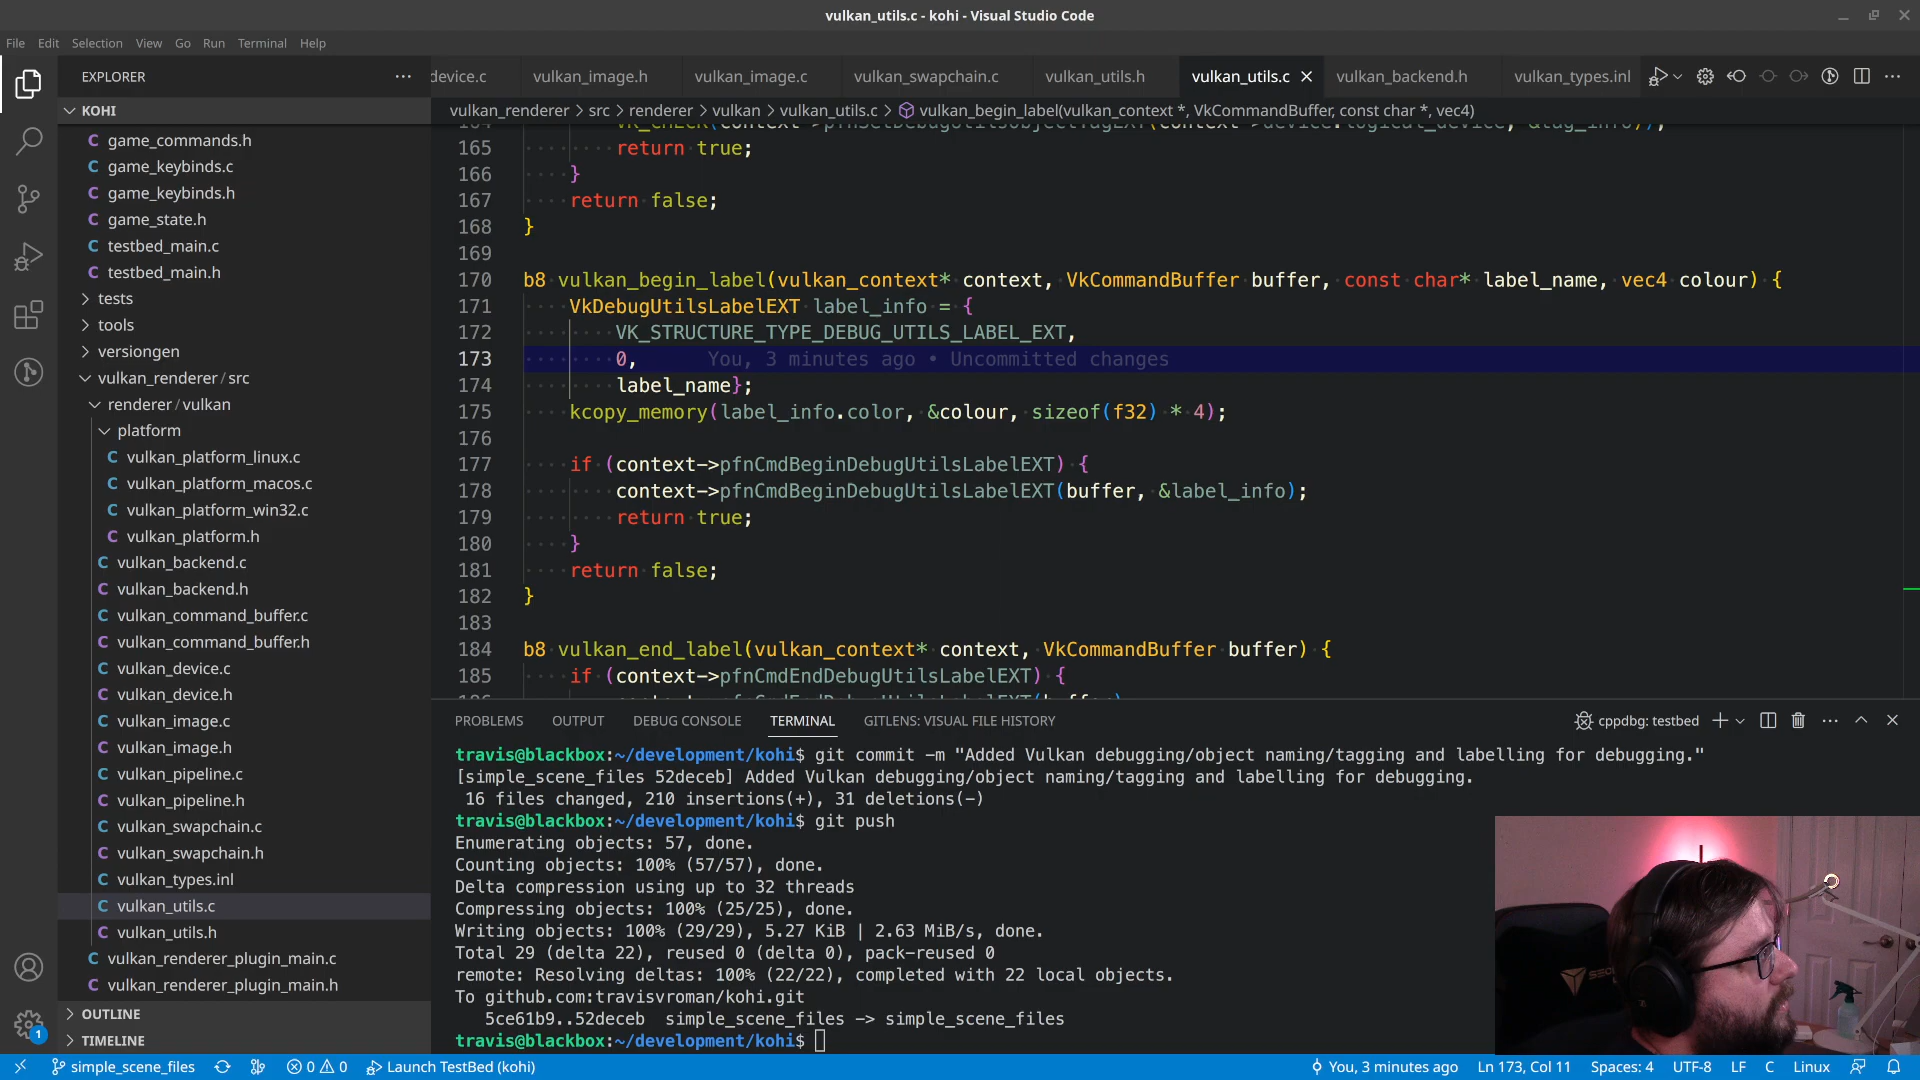 vulkan_utils.c - kohi - Visual Studio Code
File Edit Selection View Go Run Terminal Help
EXPLORER
KOHI
game_commands.h
game_keybinds.c
game_keybinds.h
game_state.h
testbed_main.c
testbed_main.h
tests
tools
versiongen
vulkan_renderer / src
renderer / vulkan
platform
vulkan_platform_linux.c
vulkan_platform_macos.c
vulkan_platform_win32.c
vulkan_platform.h
vulkan_backend.c
vulkan_backend.h
vulkan_command_buffer.c
vulkan_command_buffer.h
vulkan_device.c
vulkan_device.h
vulkan_image.c
vulkan_image.h
vulkan_pipeline.c
vulkan_pipeline.h
vulkan_swapchain.c
vulkan_swapchain.h
vulkan_types.inl
vulkan_utils.c
vulkan_utils.h
vulkan_renderer_plugin_main.c
vulkan_renderer_plugin_main.h
OUTLINE
TIMELINE
device.c vulkan_image.h vulkan_image.c vulkan_swapchain.c vulkan_utils.h vulkan_utils.c vulkan_backend.h vulkan_types.inl
vulkan_renderer > src > renderer > vulkan > vulkan_utils.c > vulkan_begin_label(vulkan_context *, VkCommandBuffer, const char *, vec4)
165 return true;
166 }
167 return false;
168 }
169
170 b8 vulkan_begin_label(vulkan_context* context, VkCommandBuffer buffer, const char* label_name, vec4 colour) {
171 VkDebugUtilsLabelEXT label_info = {
172 VK_STRUCTURE_TYPE_DEBUG_UTILS_LABEL_EXT,
173 0, You, 3 minutes ago • Uncommitted changes
174 label_name};
175 kcopy_memory(label_info.color, &colour, sizeof(f32) * 4);
176
177 if (context->pfnCmdBeginDebugUtilsLabelEXT) {
178 context->pfnCmdBeginDebugUtilsLabelEXT(buffer, &label_info);
179 return true;
180 }
181 return false;
182 }
183
184 b8 vulkan_end_label(vulkan_context* context, VkCommandBuffer buffer) {
185 if (context->pfnCmdEndDebugUtilsLabelEXT) {
PROBLEMS OUTPUT DEBUG CONSOLE TERMINAL GITLENS: VISUAL FILE HISTORY
cppdbg: testbed
travis@blackbox:~/development/kohi$ git commit -m "Added Vulkan debugging/object naming/tagging and labelling for debugging."
[simple_scene_files 52deceb] Added Vulkan debugging/object naming/tagging and labelling for debugging.
16 files changed, 210 insertions(+), 31 deletions(-)
travis@blackbox:~/development/kohi$ git push
Enumerating objects: 57, done.
Counting objects: 100% (57/57), done.
Delta compression using up to 32 threads
Compressing objects: 100% (25/25), done.
Writing objects: 100% (29/29), 5.27 KiB | 2.63 MiB/s, done.
Total 29 (delta 22), reused 0 (delta 0), pack-reused 0
remote: Resolving deltas: 100% (22/22), completed with 22 local objects.
To github.com:travisvroman/kohi.git
5ce61b9..52deceb simple_scene_files -> simple_scene_files
travis@blackbox:~/development/kohi$
1
simple_scene_files 0 0 Launch TestBed (kohi) You, 3 minutes ago Ln 173, Col 11 Spaces: 4 UTF-8 LF C Linux